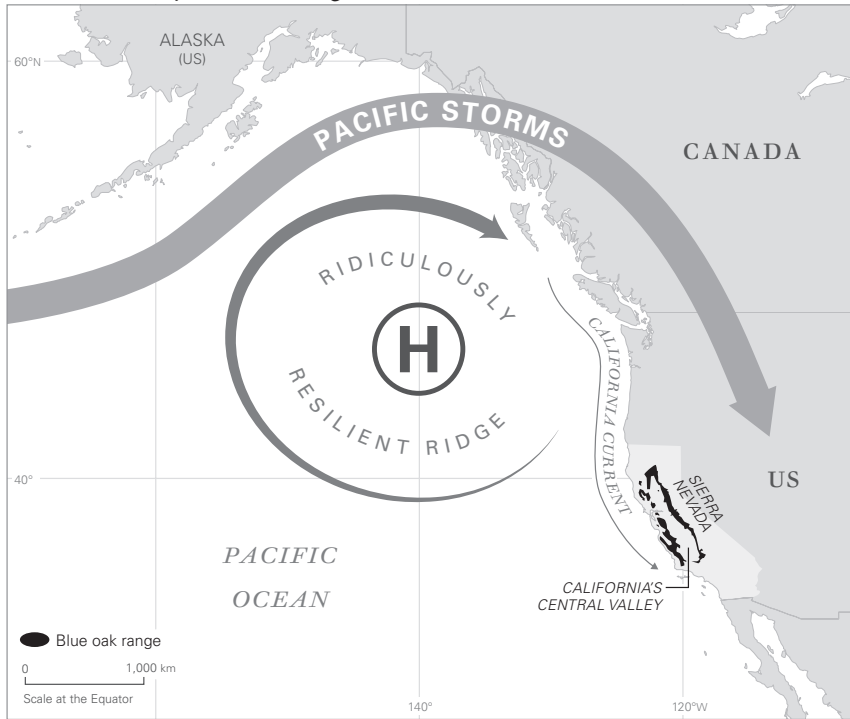 ALASKA
(US)
60°N
PACIFIC STORMS
CANADA
RIDICULOUSLY
H
RESILIENT RIDGE
CALIFORNIA CURRENT
40°
US
SIERRA
NEVADA
PACIFIC
OCEAN
CALIFORNIA'S
CENTRAL VALLEY
Blue oak range
0 1,000 km
Scale at the Equator
140°
120°W